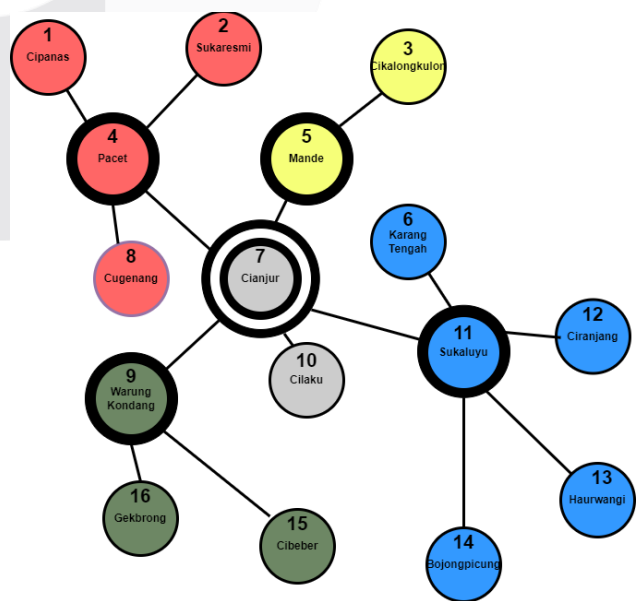 1
Cipanas
2
Sukaresmi
3
Cikalongkulon
4
Pacet
5
Mande
6
Karang
Tengah
7
Cianjur
8
Cugenang
9
Warung
Kondang
10
Cilaku
11
Sukaluyu
12
Ciranjang
13
Haurwangi
14
Bojongpicung
15
Cibeber
16
Gekbrong